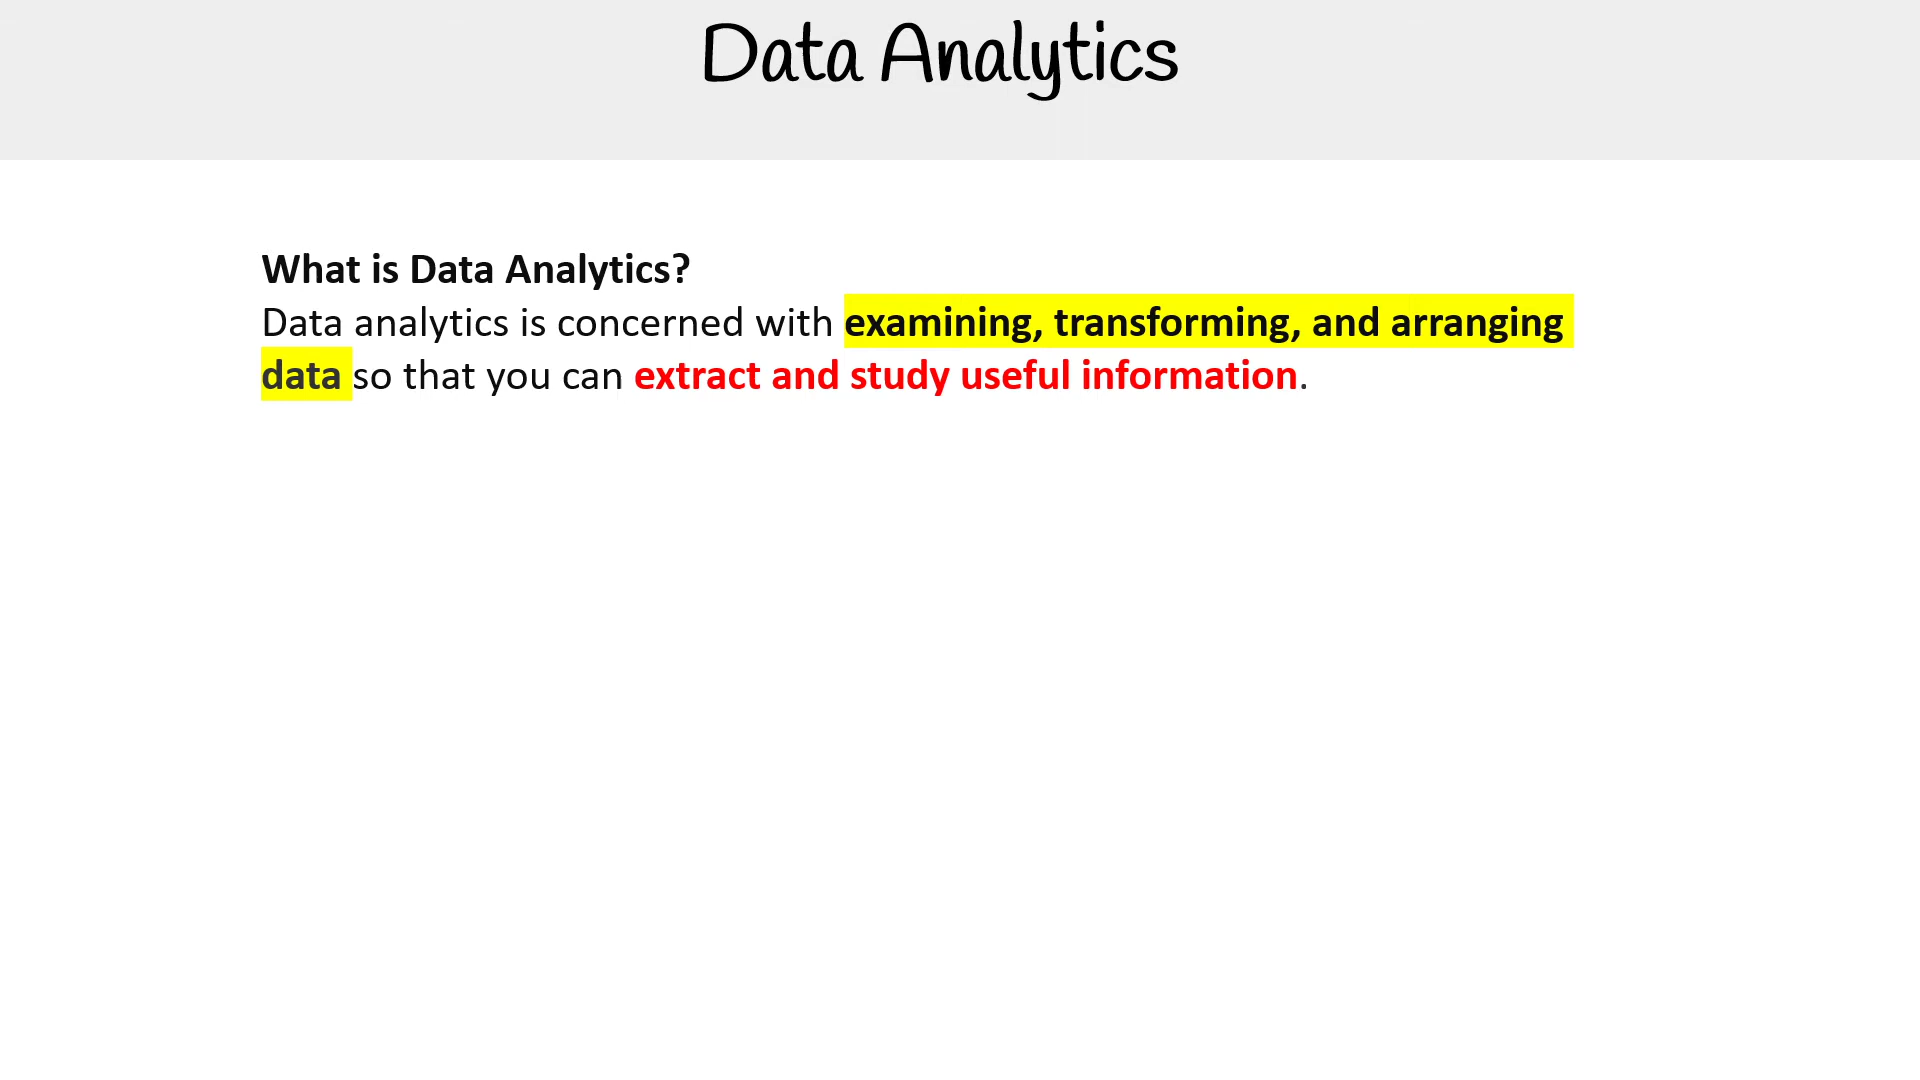 Data Analytics
What is Data Analytics?
Data analytics is concerned with examining, transforming, and arranging
data so that you can extract and study useful information.